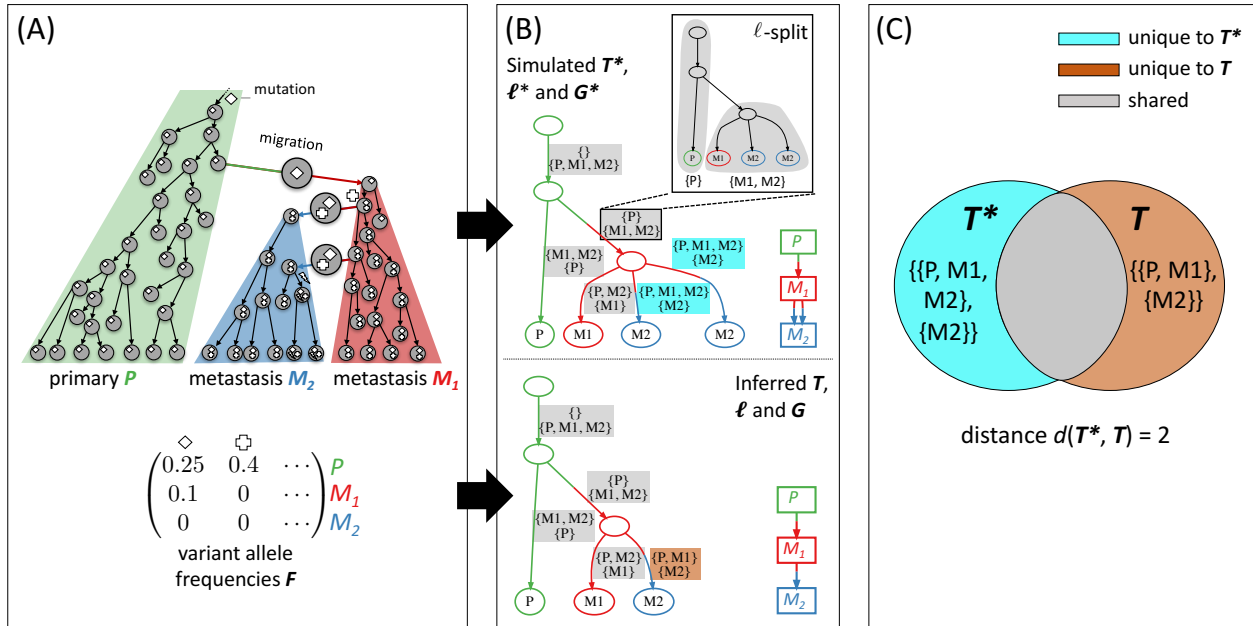 (A)
mutation
migration
primary P
metastasis M2
metastasis M1
0.25 0.4 ⋯ P
0.1 0 ⋯ M1
0 0 ⋯ M2
variant allele
frequencies F
(B)
Simulated T*,
ℓ* and G*
ℓ-split
P
M1
M2
M2
{P}
{M1, M2}
{}
{P, M1, M2}
{P}
{M1, M2}
{M1, M2}
{P}
{P, M1, M2}
{M2}
{P, M2}
{M1}
{P, M1, M2}
{M2}
P
M1
M2
M2
P
M1
M2
Inferred T,
ℓ and G
{}
{P, M1, M2}
{P}
{M1, M2}
{M1, M2}
{P}
{P, M2}
{M1}
{P, M1}
{M2}
P
M1
M2
P
M1
M2
(C)
unique to T*
unique to T
shared
T*
{{P, M1,
M2},
{M2}}
T
{{P, M1},
{M2}}
distance d(T*, T) = 2